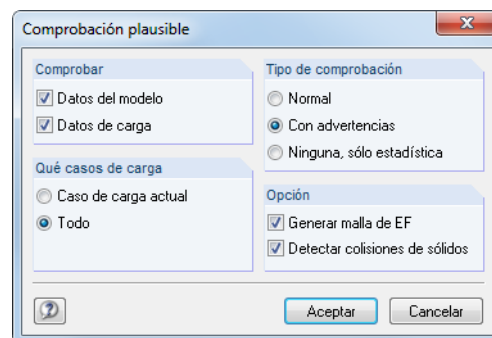 Comprobación plausible
Comprobar
Datos del modelo
Datos de carga
Qué casos de carga
Caso de carga actual
Todo
Tipo de comprobación
Normal
Con advertencias
Ninguna, sólo estadística
Opción
Generar malla de EF
Detectar colisiones de sólidos
Aceptar
Cancelar